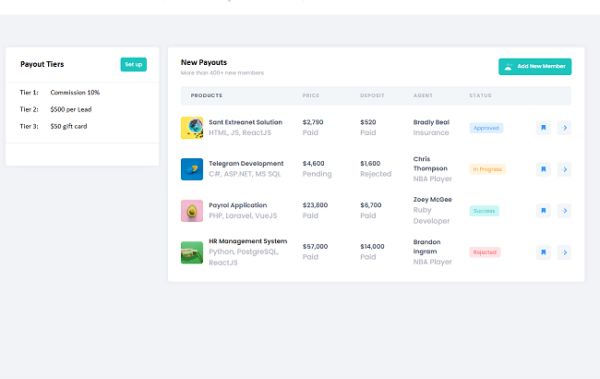 Payout Tiers
Set up
Tier 1: Commission 10%
Tier 2: $500 per Lead
Tier 3: $50 gift card
New Payouts
More than 400+ new members
Add New Member
PRODUCTS PRICE DEPOSIT AGENT STATUS
Sant Extreanet Solution $2,790 $520 Bradly Beal
HTML, JS, ReactJS Paid Paid Insurance
Approved
Telegram Development $4,600 $1,600 Chris Thompson
C#, ASP.NET, MS SQL Pending Rejected NBA Player
In Progress
Payrol Application $23,800 $6,700 Zoey McGee
PHP, Laravel, VueJS Paid Paid Ruby Developer
Success
HR Management System $57,000 $14,000 Brandon Ingram
Python, PostgreSQL, ReactJS Paid Paid NBA Player
Rejected